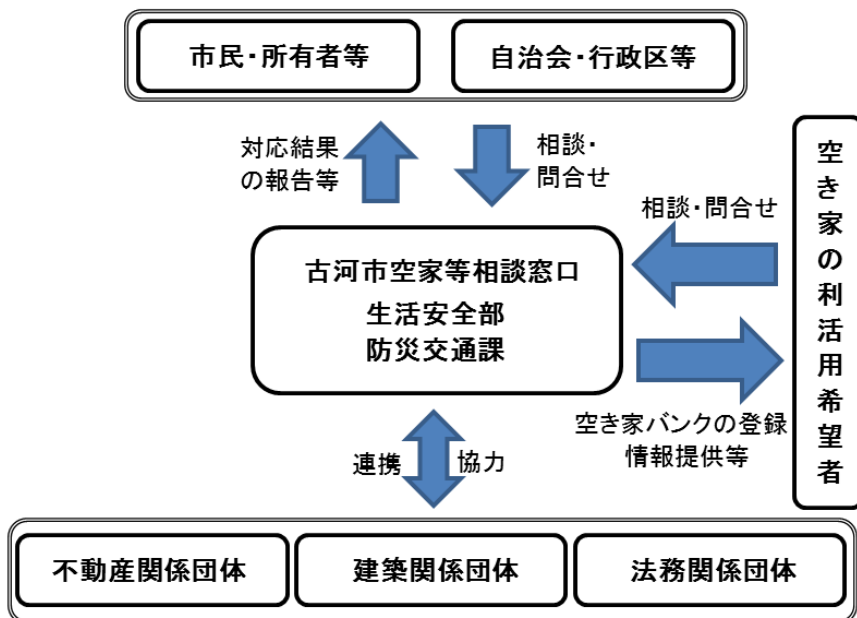 市民・所有者等
自治会・行政区等
対応結果
の報告等
相談・
問合せ
相談・問合せ
空き家の利活用希望者
古河市空家等相談窓口
生活安全部
防災交通課
空き家バンクの登録
情報提供等
連携
協力
不動産関係団体
建築関係団体
法務関係団体